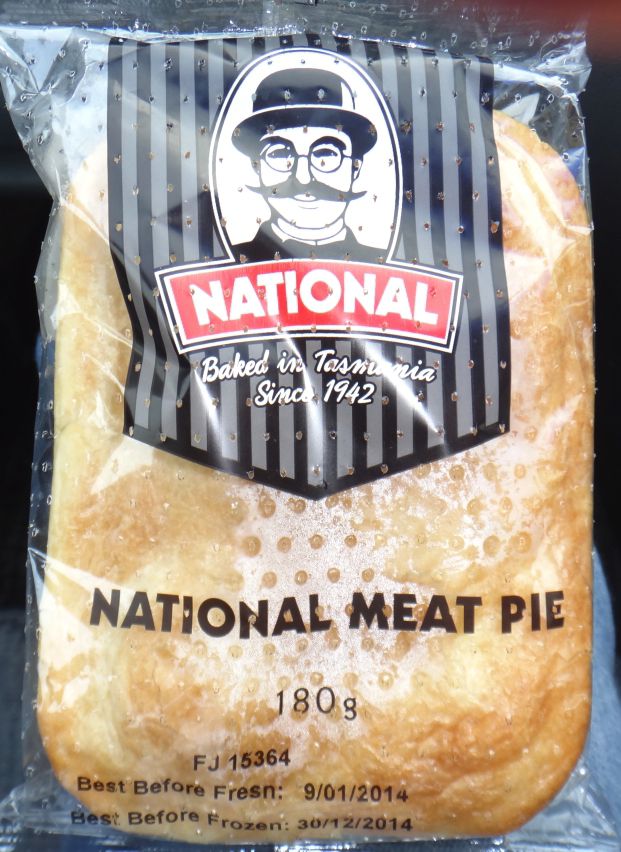 NATIONAL
Baked in Tasmania
Since 1942
NATIONAL MEAT PIE
180g
FJ 15364
Best Before Fresh: 9/01/2014
Best Before Frozen: 30/12/2014